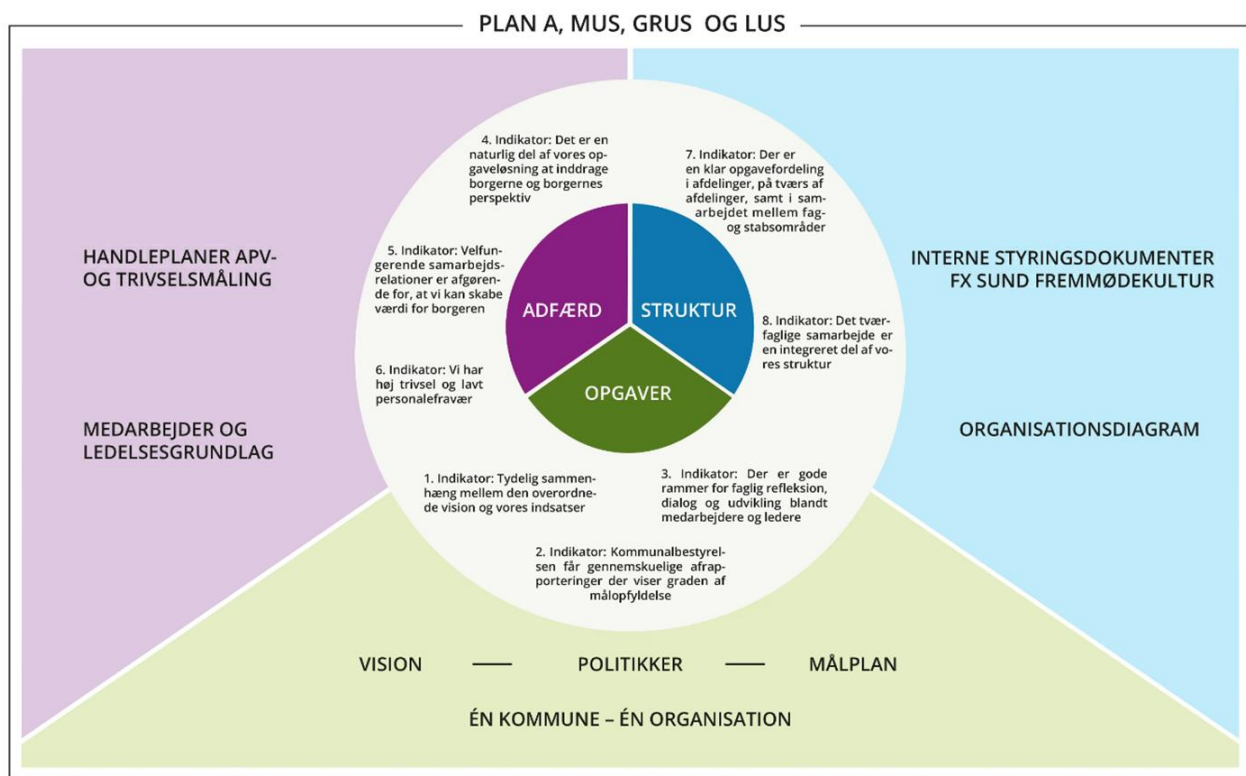 PLAN A, MUS, GRUS OG LUS
4. Indikator: Det er en
naturlig del af vores op-
gaveløsning at inddrage
borgerne og borgernes
perspektiv
7. Indikator: Der er
en klar opgavefordeling
i afdelinger, på tværs af
afdelinger, samt i sam-
arbejdet mellem fag-
og stabsområder
HANDLEPLANER APV-
OG TRIVSELSMÅLING
5. Indikator: Velfun-
gerende samarbejds-
relationer er afgøren-
de for, at vi kan skabe
værdi for borgeren
INTERNE STYRINGSDOKUMENTER
FX SUND FREMMØDEKULTUR
ADFÆRD
STRUKTUR
8. Indikator: Det tvær-
faglige samarbejde er
en integreret del af vo-
res struktur
6. Indikator: Vi har
høj trivsel og lavt
personalefravær
OPGAVER
MEDARBEJDER OG
LEDELSESGRUNDLAG
ORGANISATIONSDIAGRAM
1. Indikator: Tydelig sammen-
hæng mellem den overordne-
de vision og vores indsatser
3. Indikator: Der er gode
rammer for faglig refleksion,
dialog og udvikling blandt
medarbejdere og ledere
2. Indikator: Kommunalbestyrel-
sen får gennemskuelige afrap-
porteringer der viser graden af
målopfyldelse
VISION — POLITIKKER — MÅLPLAN
ÉN KOMMUNE – ÉN ORGANISATION